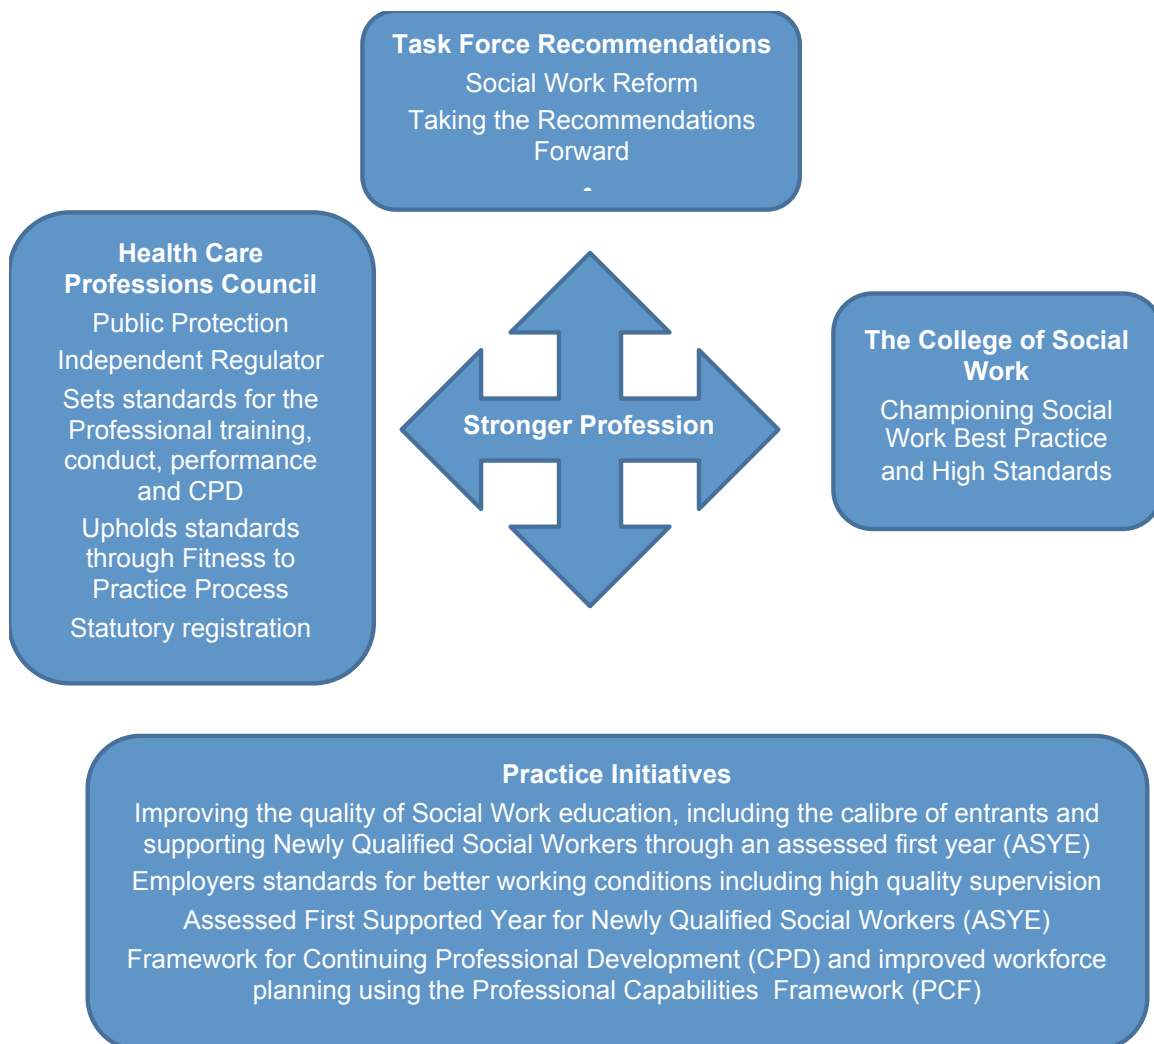 Task Force Recommendations
Social Work Reform
Taking the Recommendations
Forward
•
Health Care
Professions Council
Public Protection
Independent Regulator
Sets standards for the
Professional training,
conduct, performance
and CPD
Upholds standards
through Fitness to
Practice Process
Statutory registration
Stronger Profession
The College of Social
Work
Championing Social
Work Best Practice
and High Standards
Practice Initiatives
Improving the quality of Social Work education, including the calibre of entrants and
supporting Newly Qualified Social Workers through an assessed first year (ASYE)
Employers standards for better working conditions including high quality supervision
Assessed First Supported Year for Newly Qualified Social Workers (ASYE)
Framework for Continuing Professional Development (CPD) and improved workforce
planning using the Professional Capabilities  Framework (PCF)